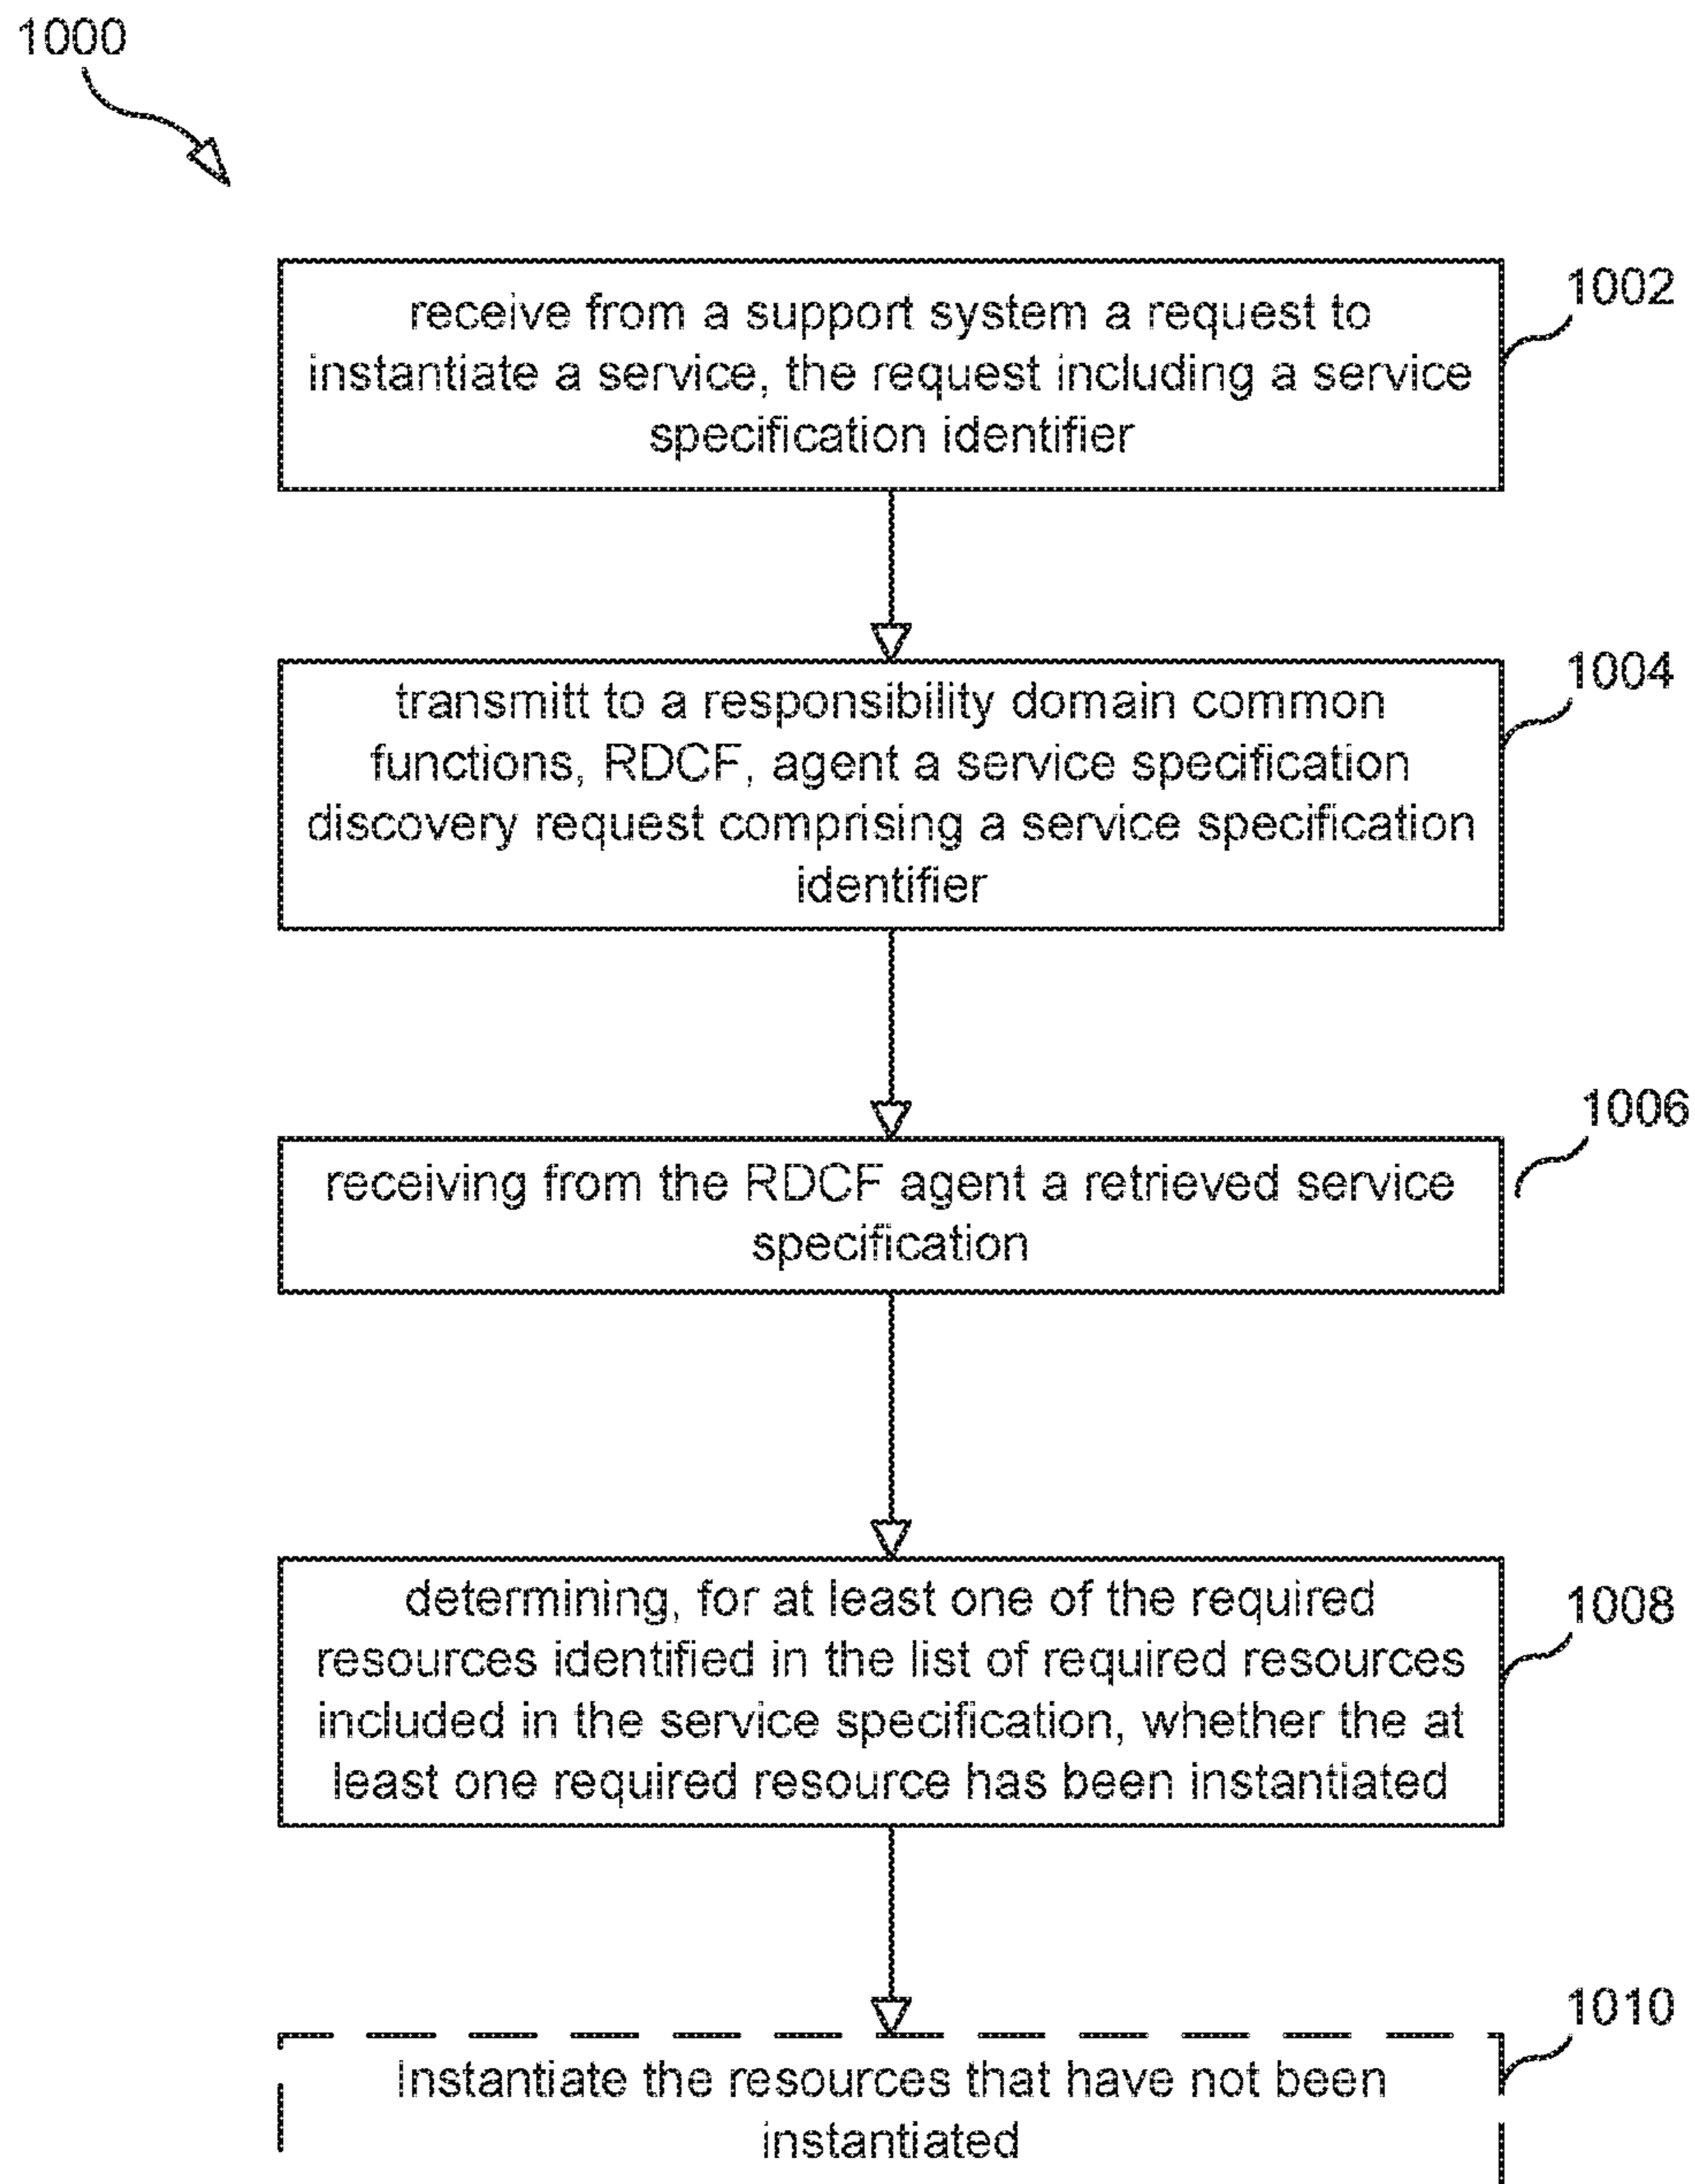 1000
receive from a support system a request to
instantiate a service, the request including a service
specification identifier
1002
transmitt to a responsibility domain common
functions, RDCF, agent a service specification
discovery request comprising a service specification
identifier
1004
receiving from the RDCF agent a retrieved service
specification
1006
determining, for at least one of the required
resources identified in the list of required resources
included in the service specification, whether the at
least one required resource has been instantiated
1008
Instantiate the resources that have not been
instantiated
1010